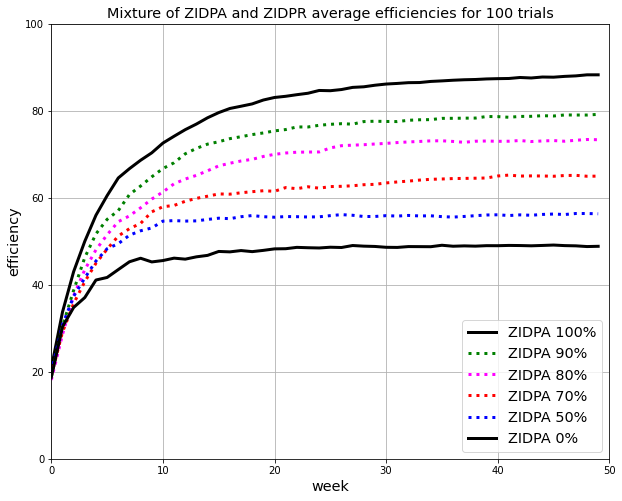 Mixture of ZIDPA and ZIDPR average efficiencies for 100 trials
100
80
60
40
20
0
efficiency
ZIDPA 100%
ZIDPA 90%
ZIDPA 80%
ZIDPA 70%
ZIDPA 50%
ZIDPA 0%
0 10 20 30 40 50
week